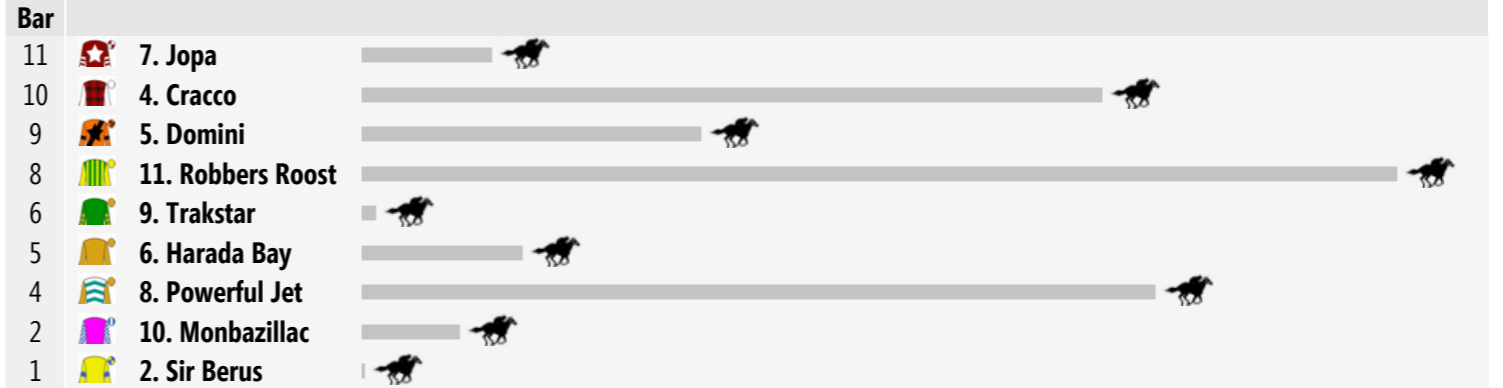 Bar
11 7. Jopa
10 4. Cracco
9 5. Domini
8 11. Robbers Roost
6 9. Trakstar
5 6. Harada Bay
4 8. Powerful Jet
2 10. Monbazillac
1 2. Sir Berus